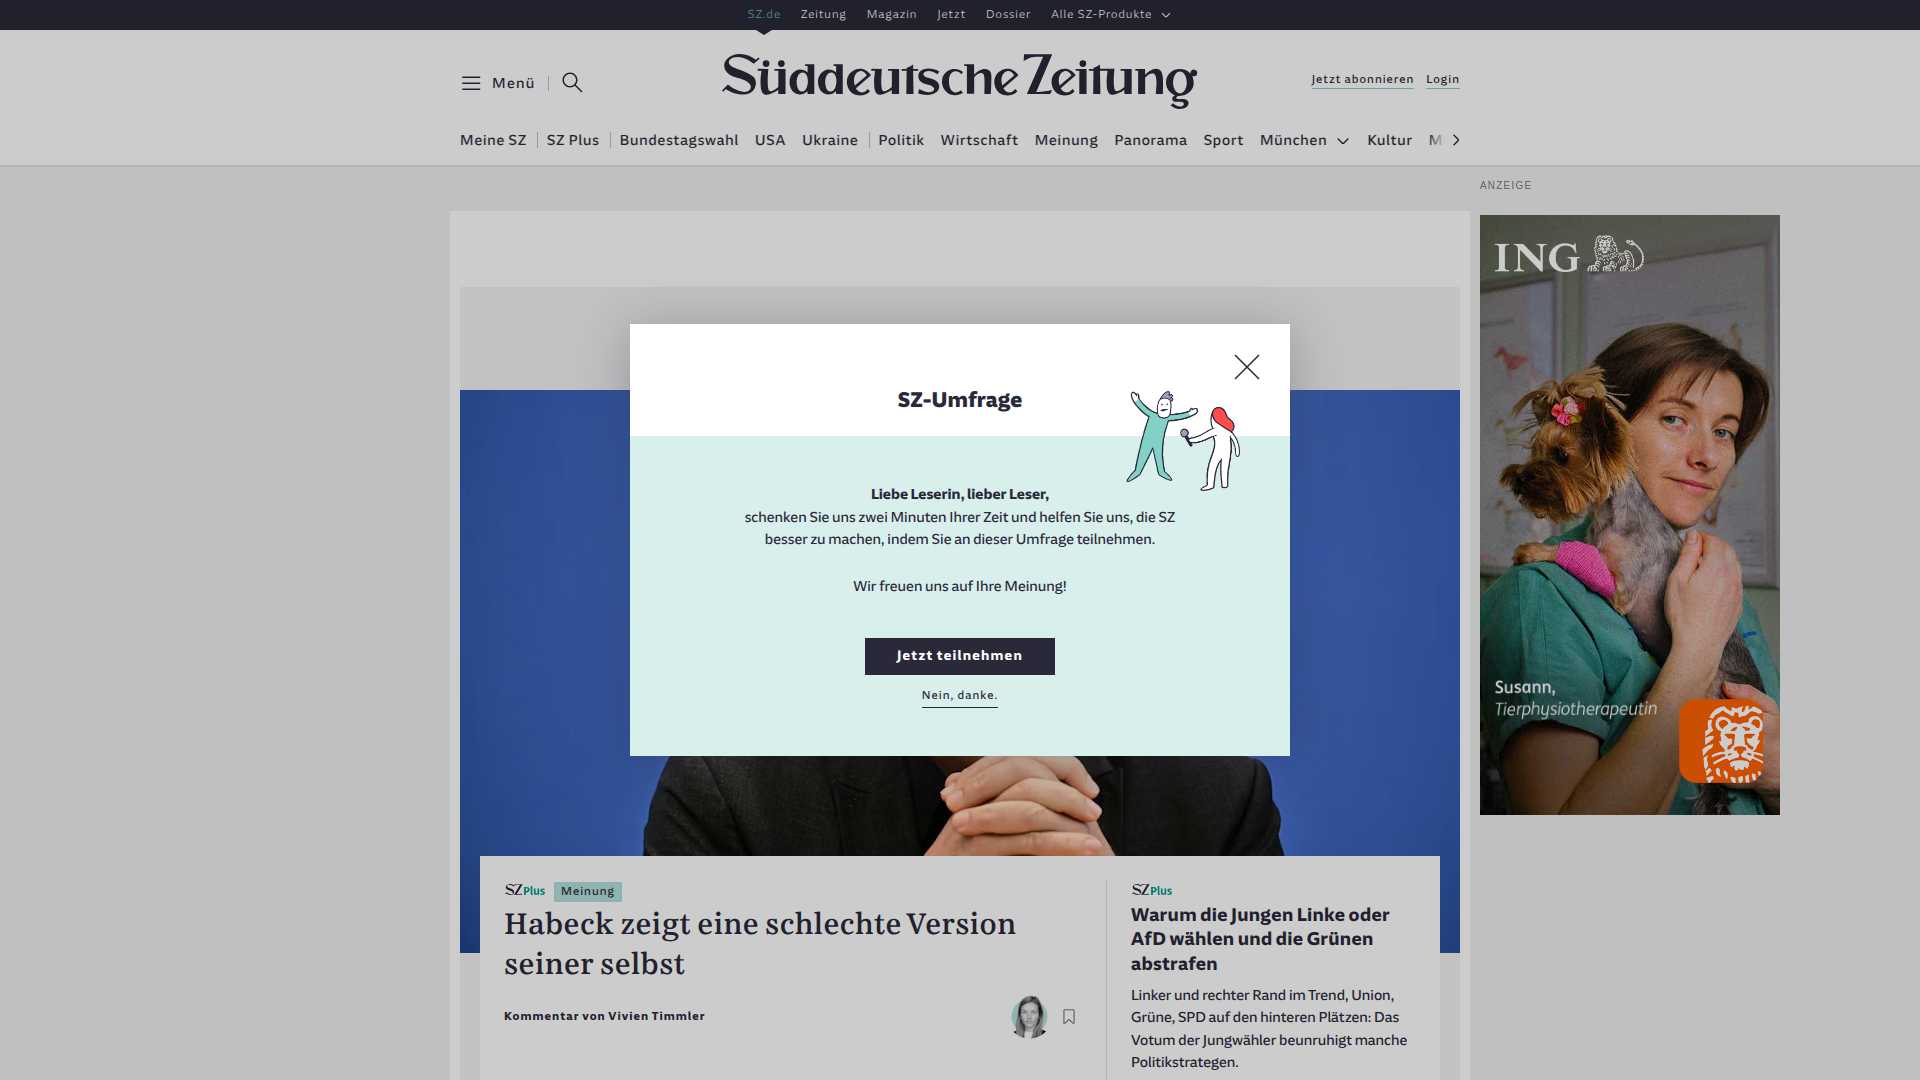 SZ.de Zeitung Magazin Jetzt Dossier Alle SZ-Produkte
Menü
Süddeutsche Zeitung
Jetzt abonnieren Login
Meine SZ SZ Plus Bundestagswahl USA Ukraine Politik Wirtschaft Meinung Panorama Sport München Kultur M
ANZEIGE
ING
Susann,
Tierphysiotherapeutin
SZ-Umfrage
Liebe Leserin, lieber Leser,
schenken Sie uns zwei Minuten Ihrer Zeit und helfen Sie uns, die SZ
besser zu machen, indem Sie an dieser Umfrage teilnehmen.
Wir freuen uns auf Ihre Meinung!
Jetzt teilnehmen
Nein, danke.
SZPlus Meinung
Habeck zeigt eine schlechte Version
seiner selbst
Kommentar von Vivien Timmler
SZPlus
Warum die Jungen Linke oder
AfD wählen und die Grünen
abstrafen
Linker und rechter Rand im Trend, Union,
Grüne, SPD auf den hinteren Plätzen: Das
Votum der Jungwähler beunruhigt manche
Politikstrategen.